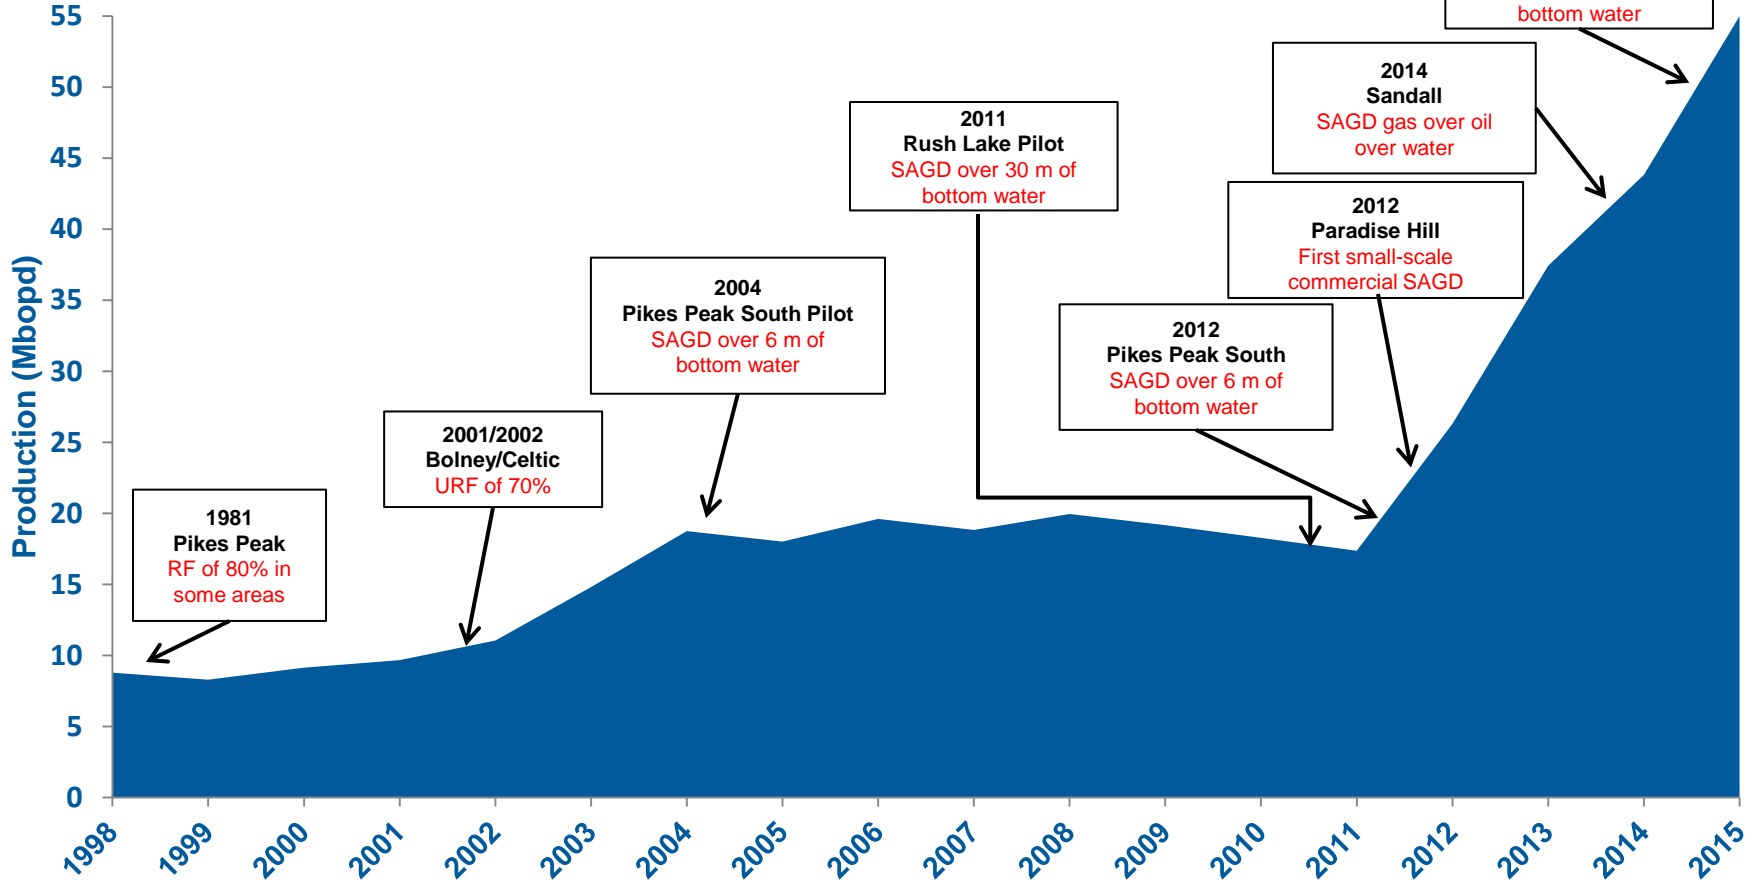 bottom water
2014
Sandall
SAGD gas over oil
over water
2011
Rush Lake Pilot
SAGD over 30 m of
bottom water
2012
Paradise Hill
First small-scale
commercial SAGD
2004
Pikes Peak South Pilot
SAGD over 6 m of
bottom water
2012
Pikes Peak South
SAGD over 6 m of
bottom water
2001/2002
Bolney/Celtic
URF of 70%
1981
Pikes Peak
RF of 80% in
some areas
Production (Mbopd)
55
50
45
40
35
30
25
20
15
10
5
0
1998
1999
2000
2001
2002
2003
2004
2005
2006
2007
2008
2009
2010
2011
2012
2013
2014
2015